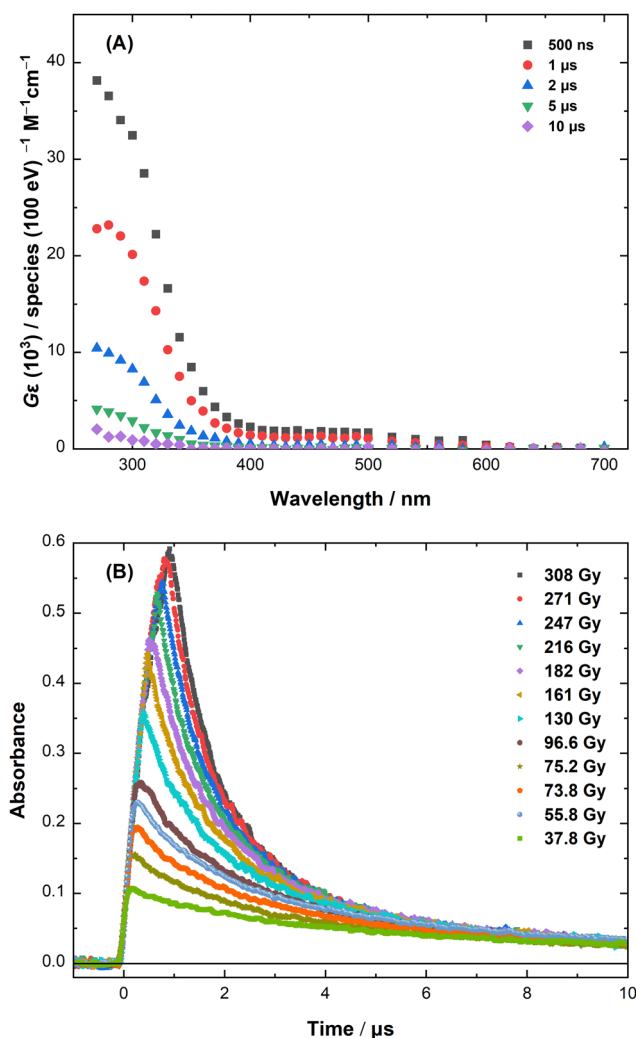 (A)
500 ns
1 µs
2 µs
5 µs
10 µs
40
30
20
10
0
Gε (10³) / species (100 eV) ⁻¹ M⁻¹cm⁻¹
300 400 500 600 700
Wavelength / nm
(B)
308 Gy
271 Gy
247 Gy
216 Gy
182 Gy
161 Gy
130 Gy
96.6 Gy
75.2 Gy
73.8 Gy
55.8 Gy
37.8 Gy
0.6
0.5
0.4
0.3
0.2
0.1
0.0
Absorbance
0 2 4 6 8 10
Time / µs